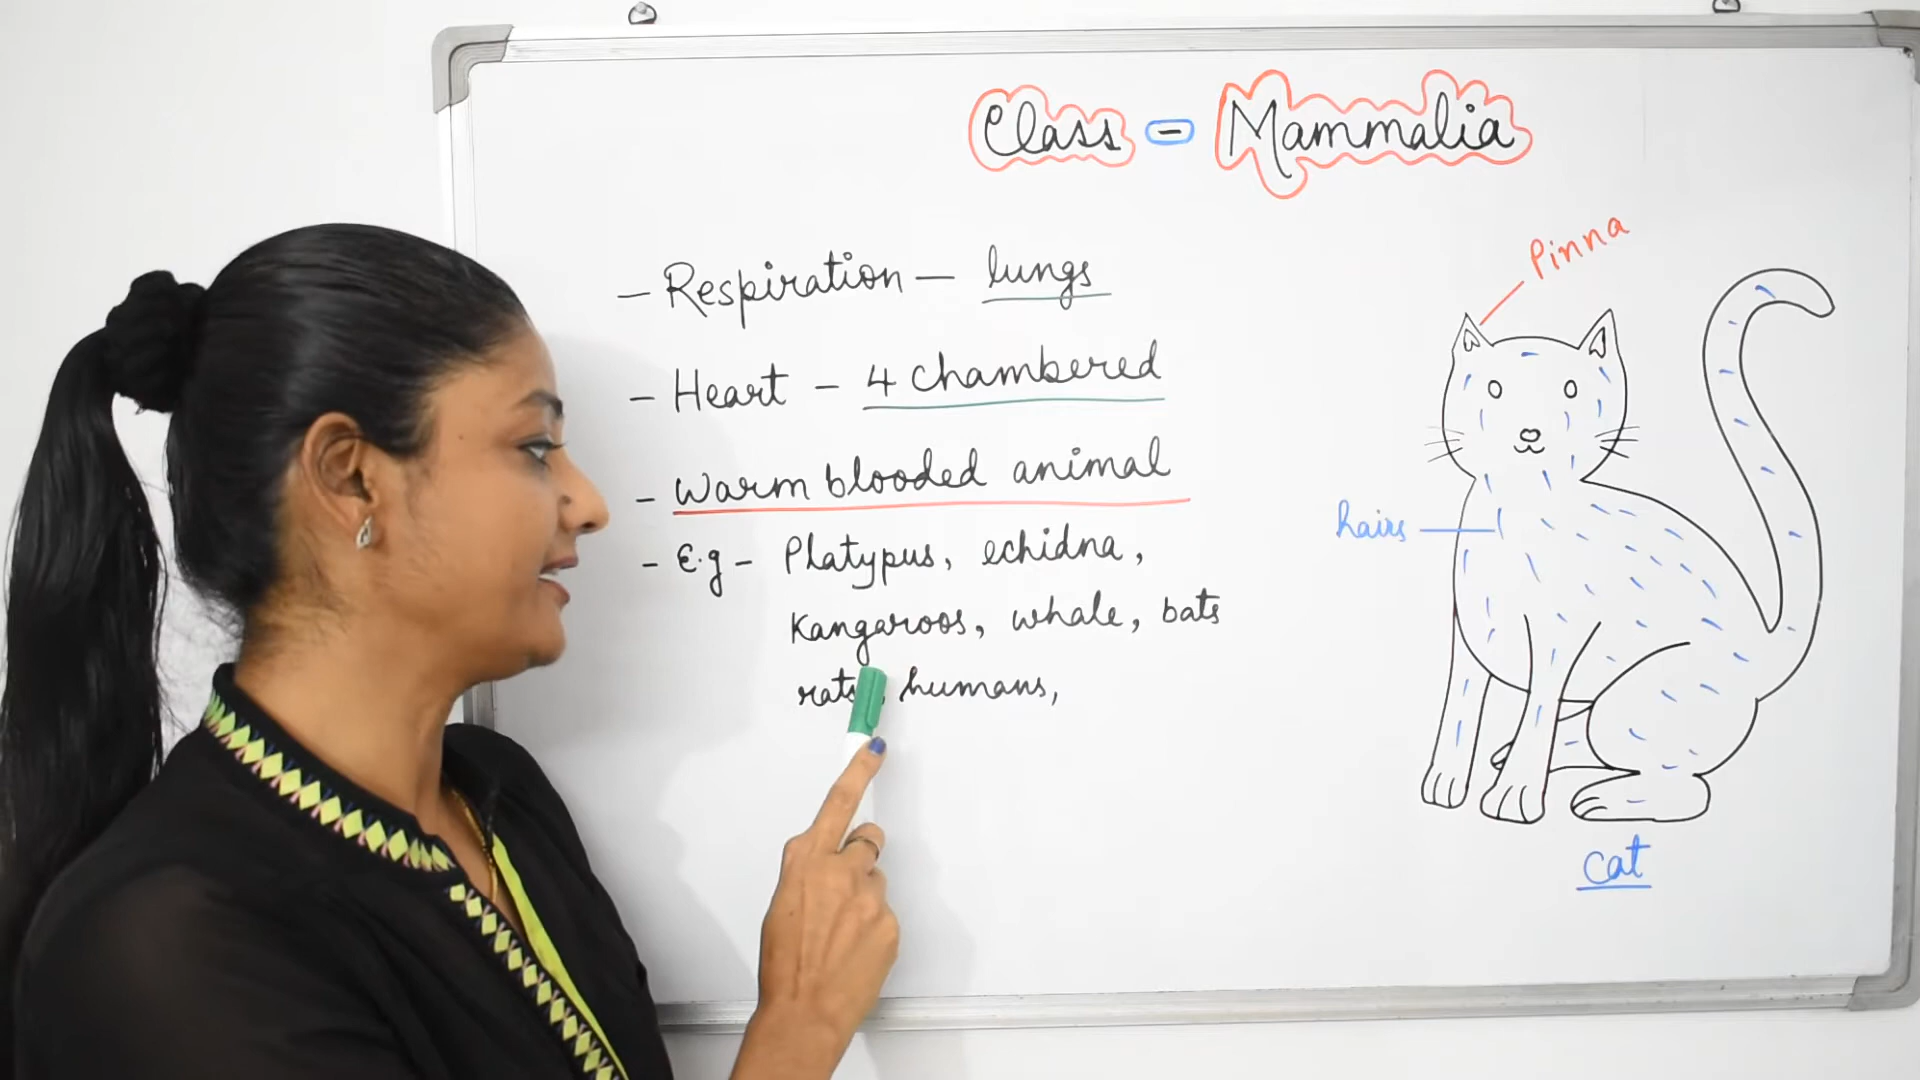 Class - Mammalia
- Respiration - lungs
- Heart - 4 chambered
- Warm blooded animal
- E.g - Platypus, echidna,
Kangaroos, whale, bats
rats, humans,
Pinna
hairs
cat